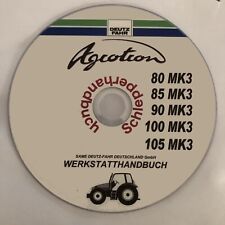 DEUTZ
FAHR
Agrotron
80 MK3
85 MK3
90 MK3
100 MK3
105 MK3
Schlepperhandbuch
SAME DEUTZ-FAHR DEUTSCHLAND GmbH
WERKSTATTHANDBUCH